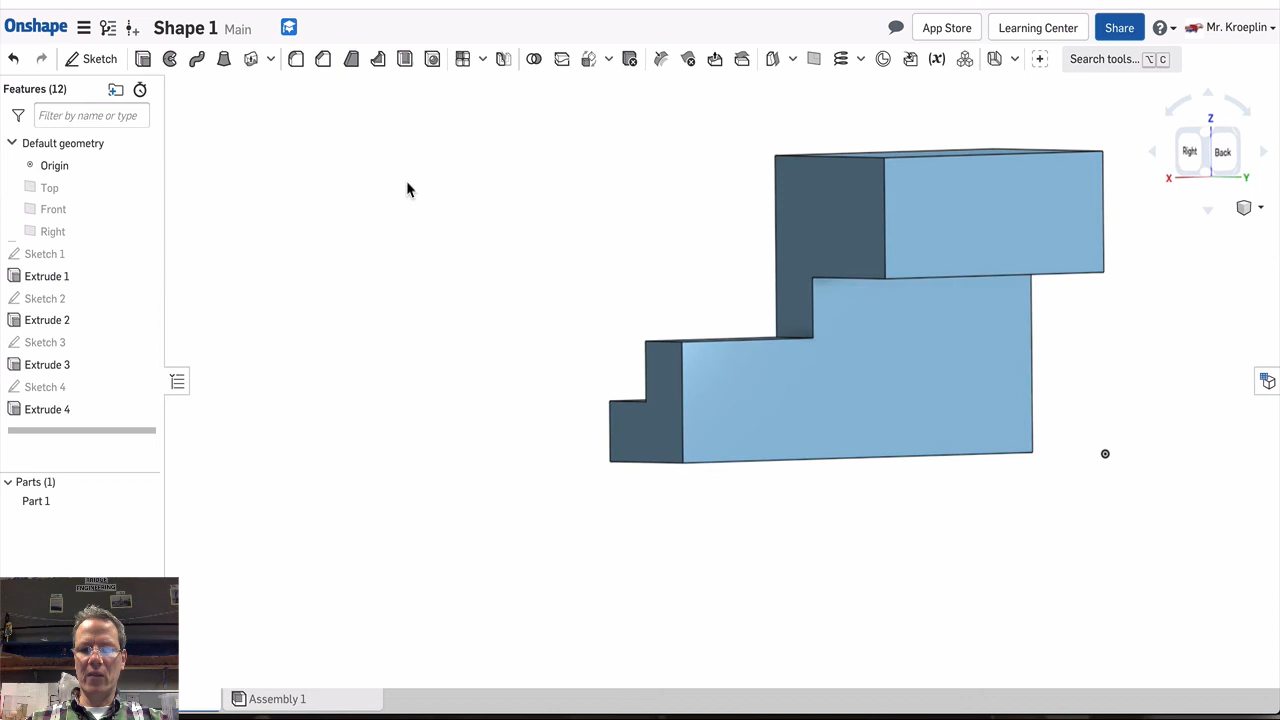 Onshape
Shape 1 Main
App Store
Learning Center
Share
Mr. Kroeplin
Sketch
Search tools... ⌥ C
Features (12)
Filter by name or type
Default geometry
Origin
Top
Front
Right
Sketch 1
Extrude 1
Sketch 2
Extrude 2
Sketch 3
Extrude 3
Sketch 4
Extrude 4
Parts (1)
Part 1
Z
Right
Back
X
Y
(x)
BRIDGE
ENGINEERING
Assembly 1